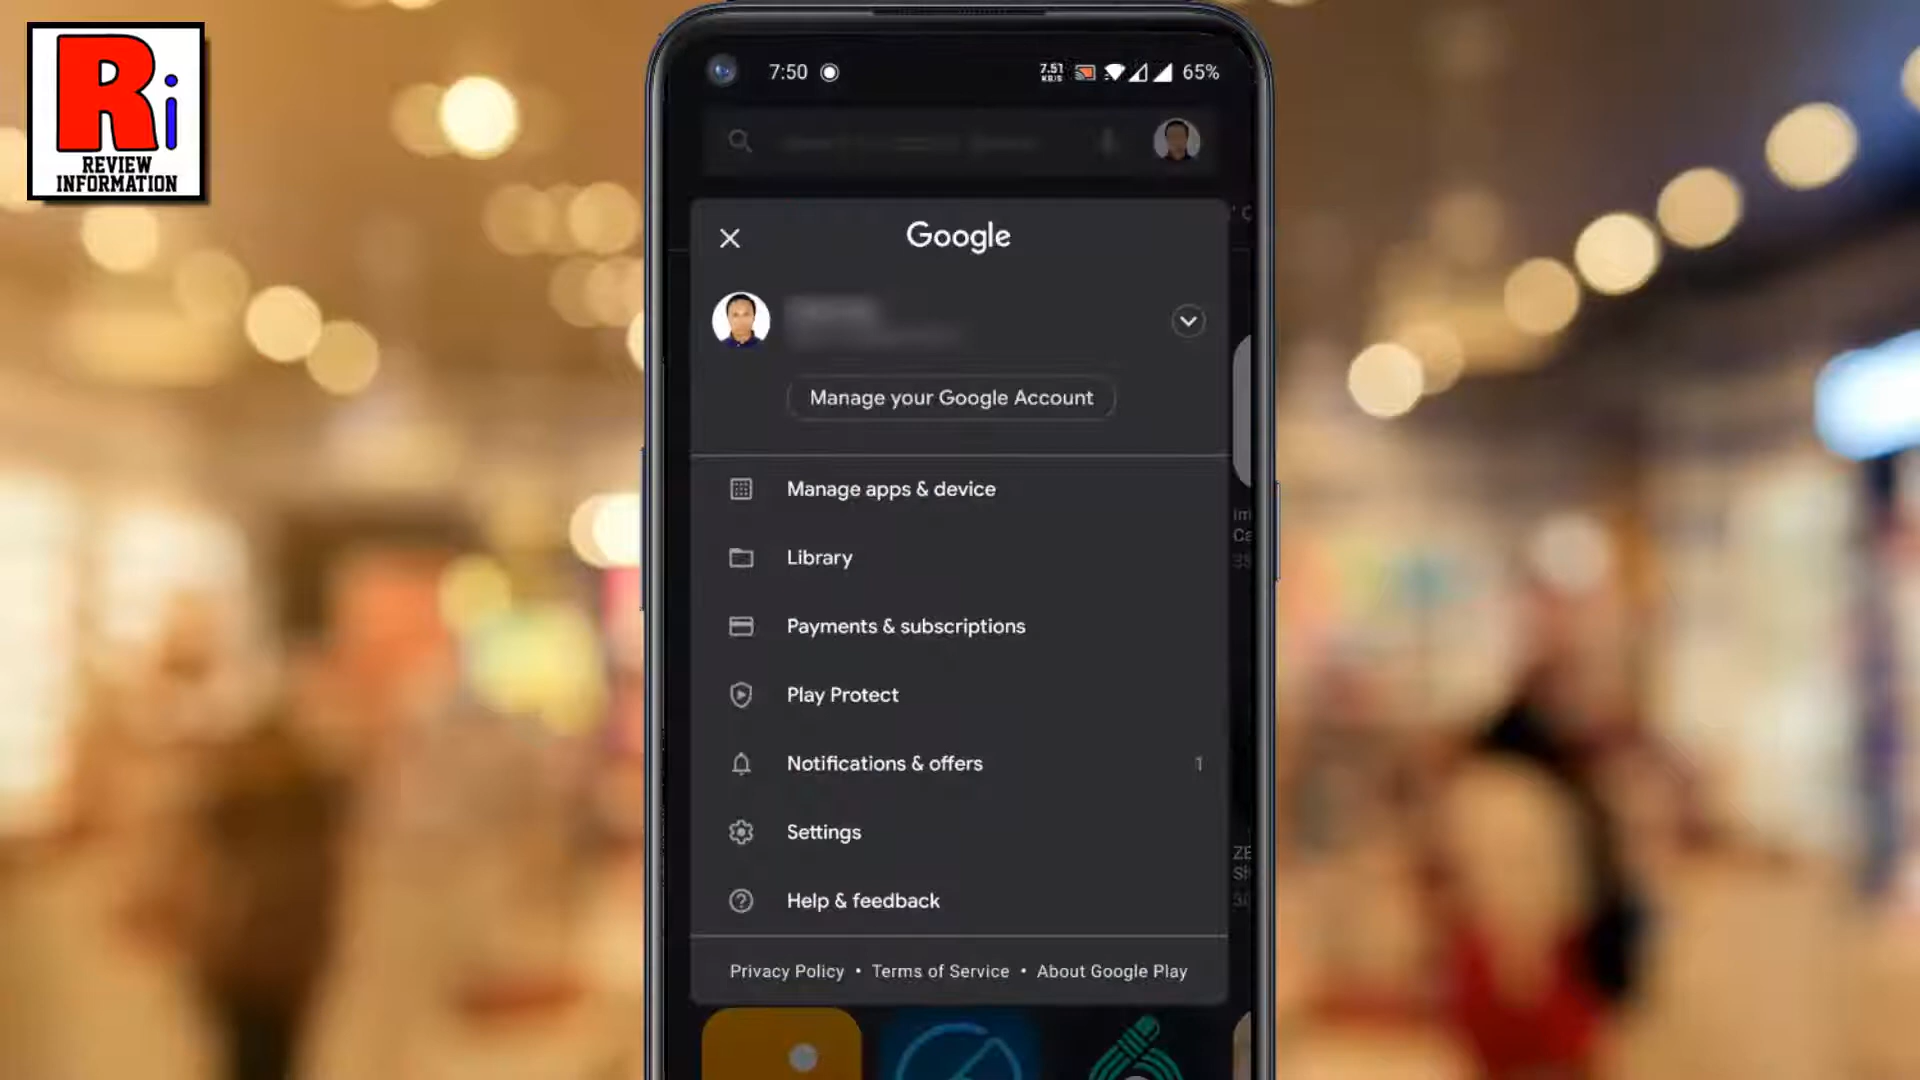 Ri
REVIEW
INFORMATION
7:50
7.51
KB/S
65%
Google
Manage your Google Account
Manage apps & device
Library
Payments & subscriptions
Play Protect
Notifications & offers 1
Settings
Help & feedback
Privacy Policy • Terms of Service • About Google Play